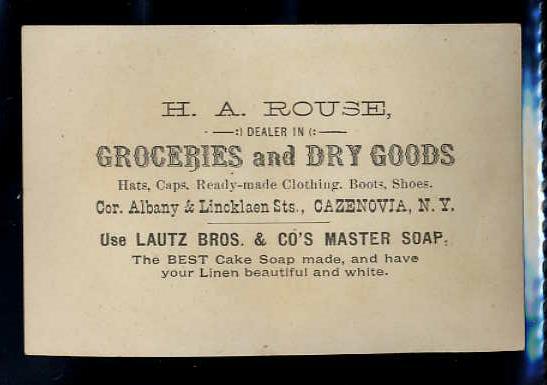 H. A. ROUSE,
—:) DEALER IN (:—
GROCERIES and DRY GOODS
Hats, Caps, Ready-made Clothing. Boots, Shoes.
Cor. Albany & Lincklaen Sts., CAZENOVIA, N. Y.
Use LAUTZ BROS. & CO'S MASTER SOAP.
The BEST Cake Soap made, and have
your Linen beautiful and white.